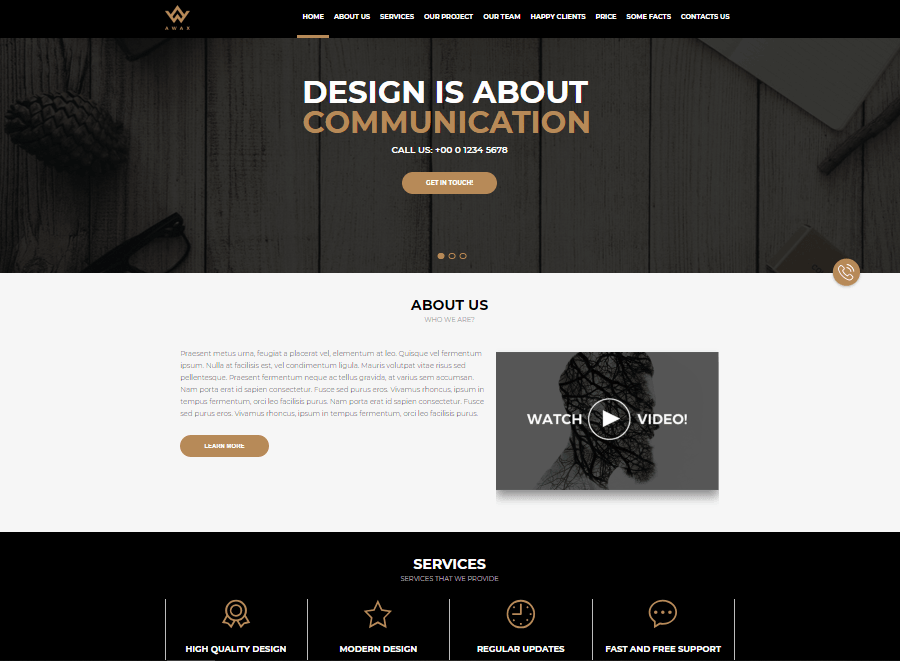 AWAX
HOME ABOUT US SERVICES OUR PROJECT OUR TEAM HAPPY CLIENTS PRICE SOME FACTS CONTACTS US
DESIGN IS ABOUT
COMMUNICATION
CALL US: +00 0 1234 5678
GET IN TOUCH!
ABOUT US
WHO WE ARE?
Praesent metus urna, feugiat a placerat vel, elementum at leo. Quisque vel fermentum
ipsum. Nulla at facilisis est, vel condimentum ligula. Mauris volutpat vitae risus sed
pellentesque. Praesent fermentum neque ac tellus gravida, at varius sem accumsan.
Nam porta erat id sapien consectetur. Fusce sed purus eros. Vivamus rhoncus, ipsum in
tempus fermentum, orci leo facilisis purus. Nam porta erat id sapien consectetur. Fusce
sed purus eros. Vivamus rhoncus, ipsum in tempus fermentum, orci leo facilisis purus.
LEARN MORE
WATCH VIDEO!
SERVICES
SERVICES THAT WE PROVIDE
HIGH QUALITY DESIGN MODERN DESIGN REGULAR UPDATES FAST AND FREE SUPPORT